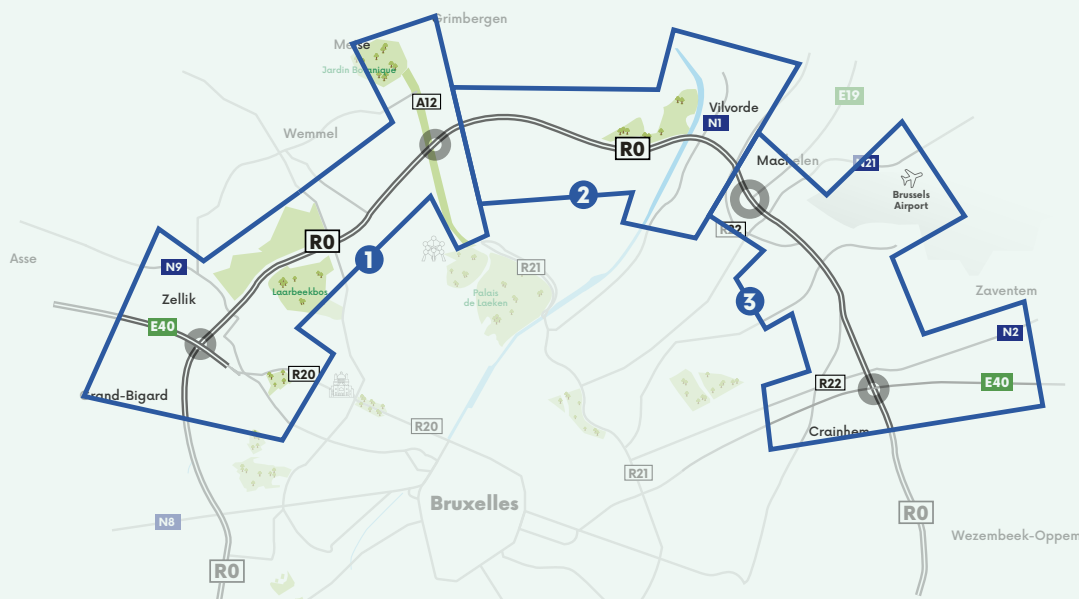 Grimbergen
Meise
Jardin Botanique
A12
E19
Vilvorde
N1
Wemmel
R0
Machelen
N21
Brussels
Airport
2
R22
R0
1
Asse
N9
R21
Laarbeekbos
Zellik
Palais
de Laeken
3
Zaventem
E40
N2
R20
R22
E40
Grand-Bigard
R20
Crainhem
R21
Bruxelles
N8
R0
Wezembeek-Oppem
R0